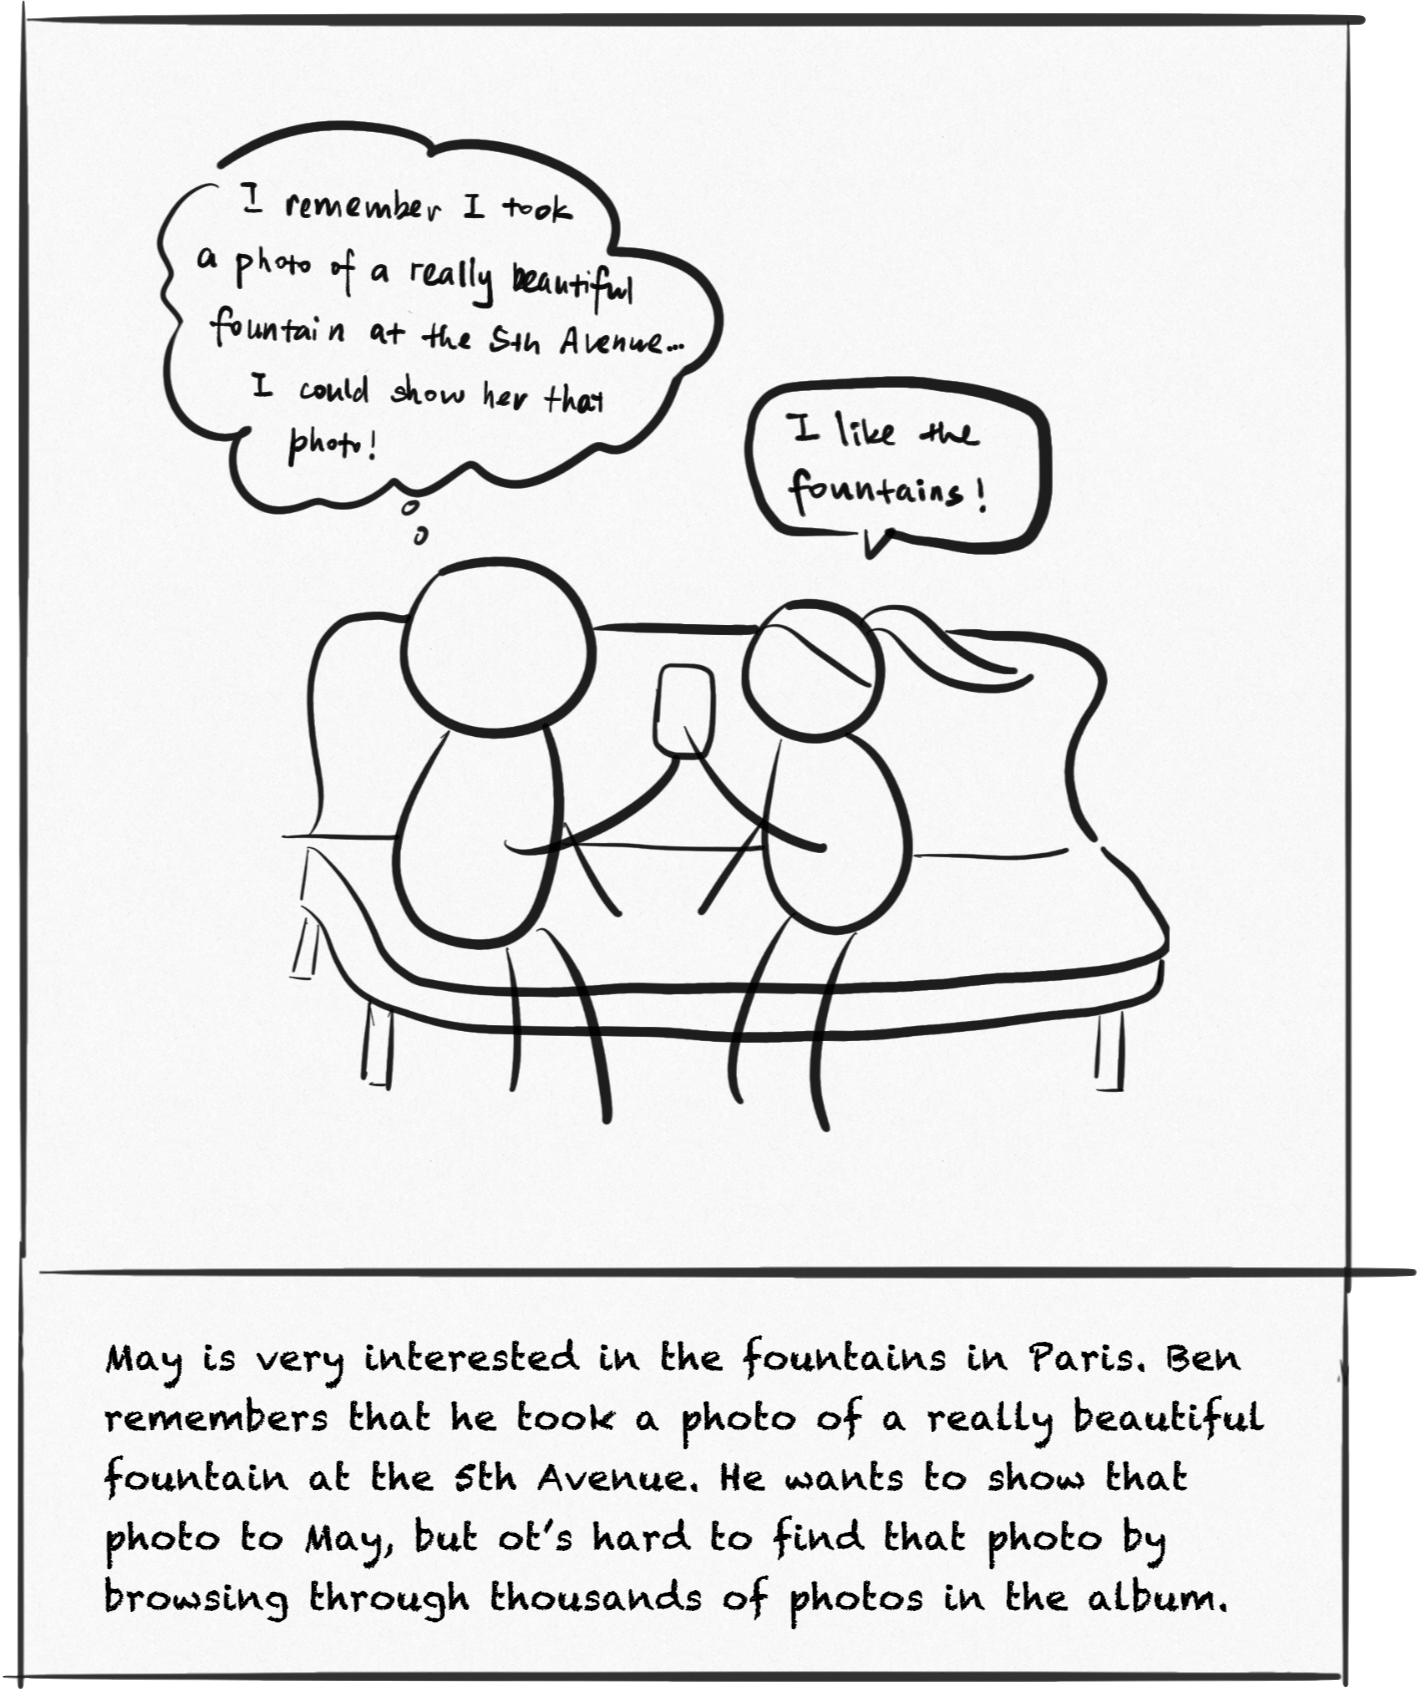 I remember I took
a photo of a really beautiful
fountain at the 5th Avenue...
I could show her that
photo!
I like the
fountains!
May is very interested in the fountains in Paris. Ben
remembers that he took a photo of a really beautiful
fountain at the 5th Avenue. He wants to show that
photo to May, but ot's hard to find that photo by
browsing through thousands of photos in the album.